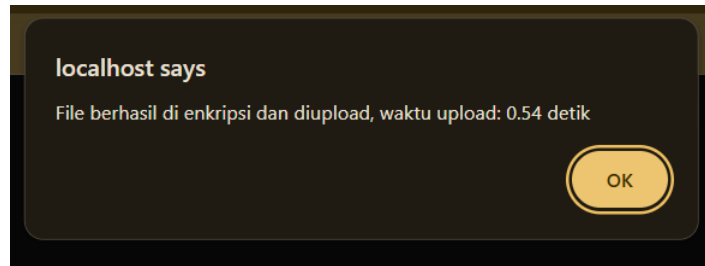 localhost says
File berhasil di enkripsi dan diupload, waktu upload: 0.54 detik
OK